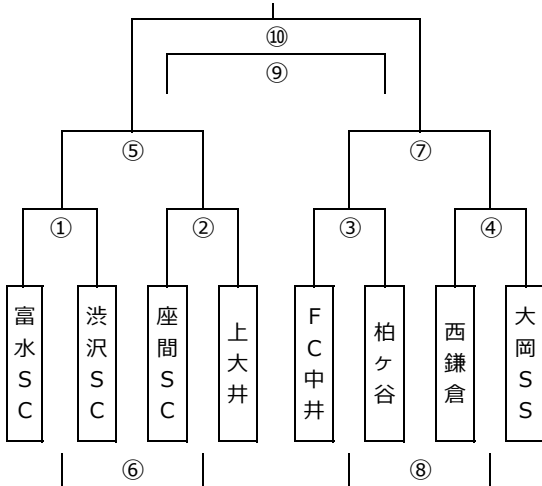 ⑩
⑨
⑤
⑦
①
②
③
④
富水SC
渋沢SC
座間SC
上大井
FC中井
柏ヶ谷
西鎌倉
大岡SS
⑥
⑧